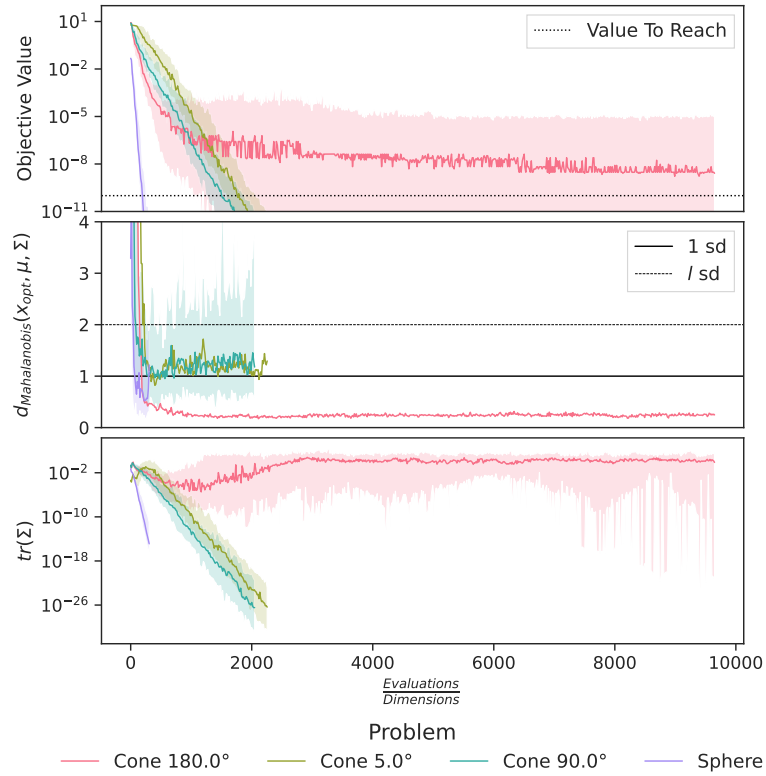 10^1
10^−2
10^−5
10^−8
10^−11
Objective Value
Value To Reach
4
3
2
1
0
d_Mahalanobis(x_opt, μ, Σ)
1 sd
l sd
10^−2
10^−10
10^−18
10^−26
tr(Σ)
0 2000 4000 6000 8000 10000
Evaluations
Dimensions
Problem
Cone 180.0° Cone 5.0° Cone 90.0° Sphere